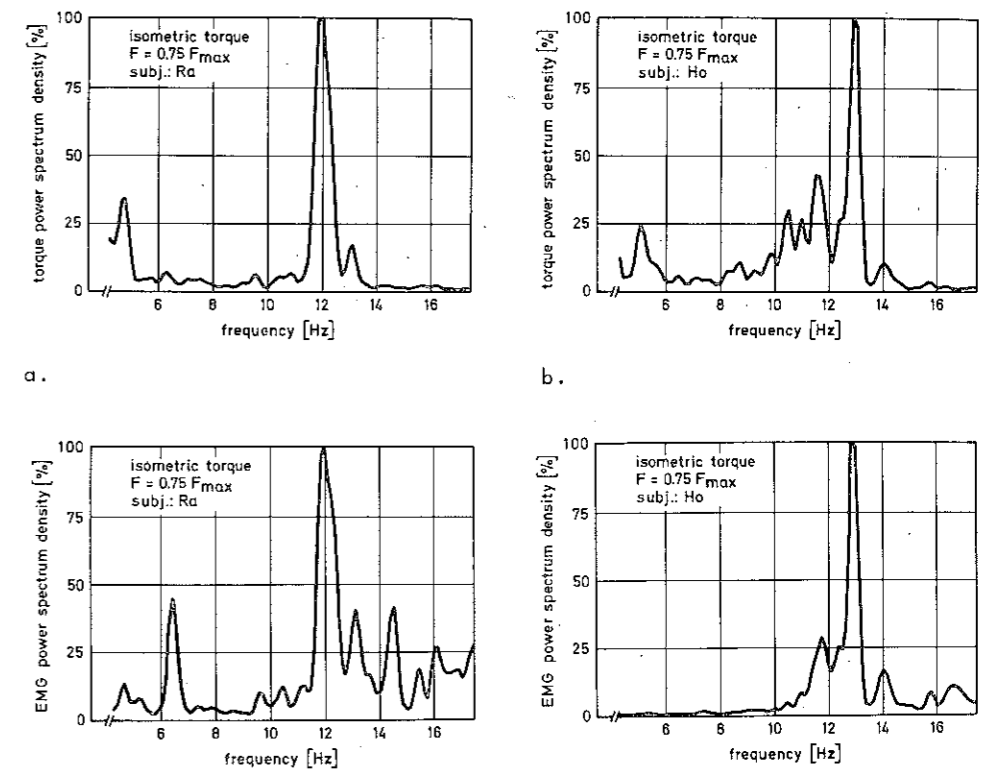 torque power spectrum density [%]
100
75
50
25
0
isometric torque
F = 0.75 Fmax
subj.: Ra
6 8 10 12 14 16
frequency [Hz]
a.
torque power spectrum density [%]
100
75
50
25
0
isometric torque
F = 0.75 Fmax
subj.: Ho
6 8 10 12 14 16
frequency [Hz]
b.
EMG power spectrum density [%]
100
75
50
25
0
isometric torque
F = 0.75 Fmax
subj.: Ra
6 8 10 12 14 16
frequency [Hz]
EMG power spectrum density [%]
100
75
50
25
0
isometric torque
F = 0.75 Fmax
subj.: Ho
6 8 10 12 14 16
frequency [Hz]